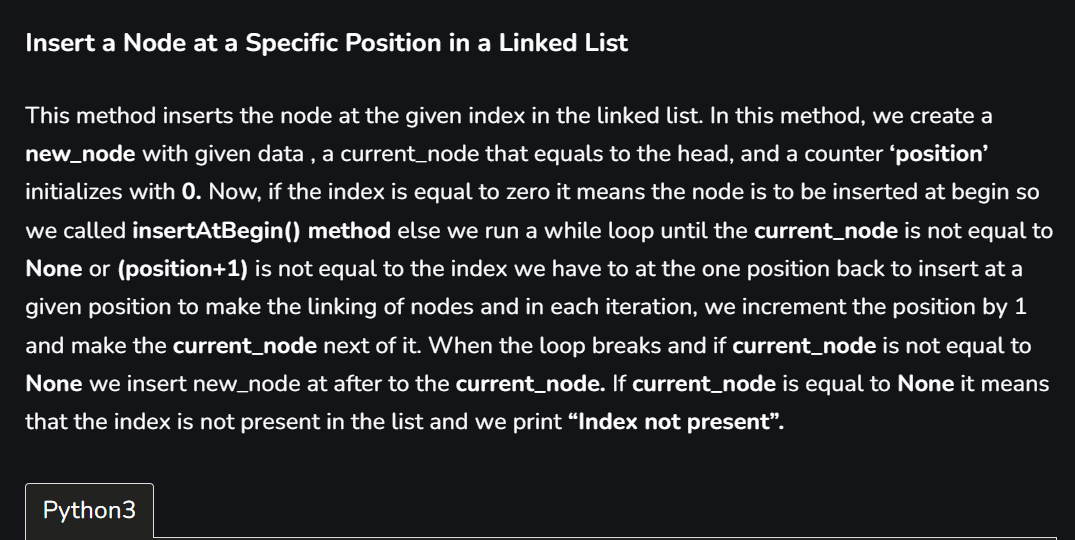 Insert a Node at a Specific Position in a Linked List
This method inserts the node at the given index in the linked list. In this method, we create a
new_node with given data , a current_node that equals to the head, and a counter ‘position’
initializes with 0. Now, if the index is equal to zero it means the node is to be inserted at begin so
we called insertAtBegin() method else we run a while loop until the current_node is not equal to
None or (position+1) is not equal to the index we have to at the one position back to insert at a
given position to make the linking of nodes and in each iteration, we increment the position by 1
and make the current_node next of it. When the loop breaks and if current_node is not equal to
None we insert new_node at after to the current_node. If current_node is equal to None it means
that the index is not present in the list and we print “Index not present”.
Python3